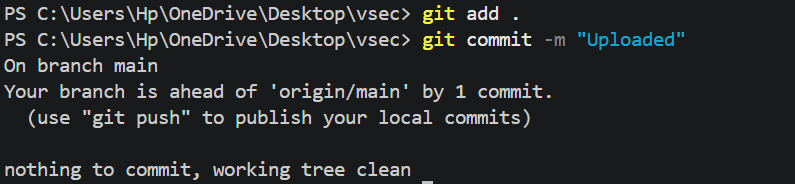 PS C:\Users\Hp\OneDrive\Desktop\vsec> git add .
PS C:\Users\Hp\OneDrive\Desktop\vsec> git commit -m "Uploaded"
On branch main
Your branch is ahead of 'origin/main' by 1 commit.
  (use "git push" to publish your local commits)

nothing to commit, working tree clean